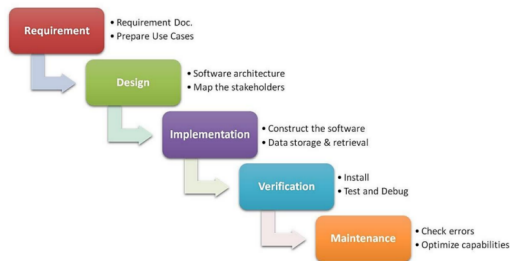 Requirement
• Requirement Doc.
• Prepare Use Cases
Design
• Software architecture
• Map the stakeholders
Implementation
• Construct the software
• Data storage & retrieval
Verification
• Install
• Test and Debug
Maintenance
• Check errors
• Optimize capabilities